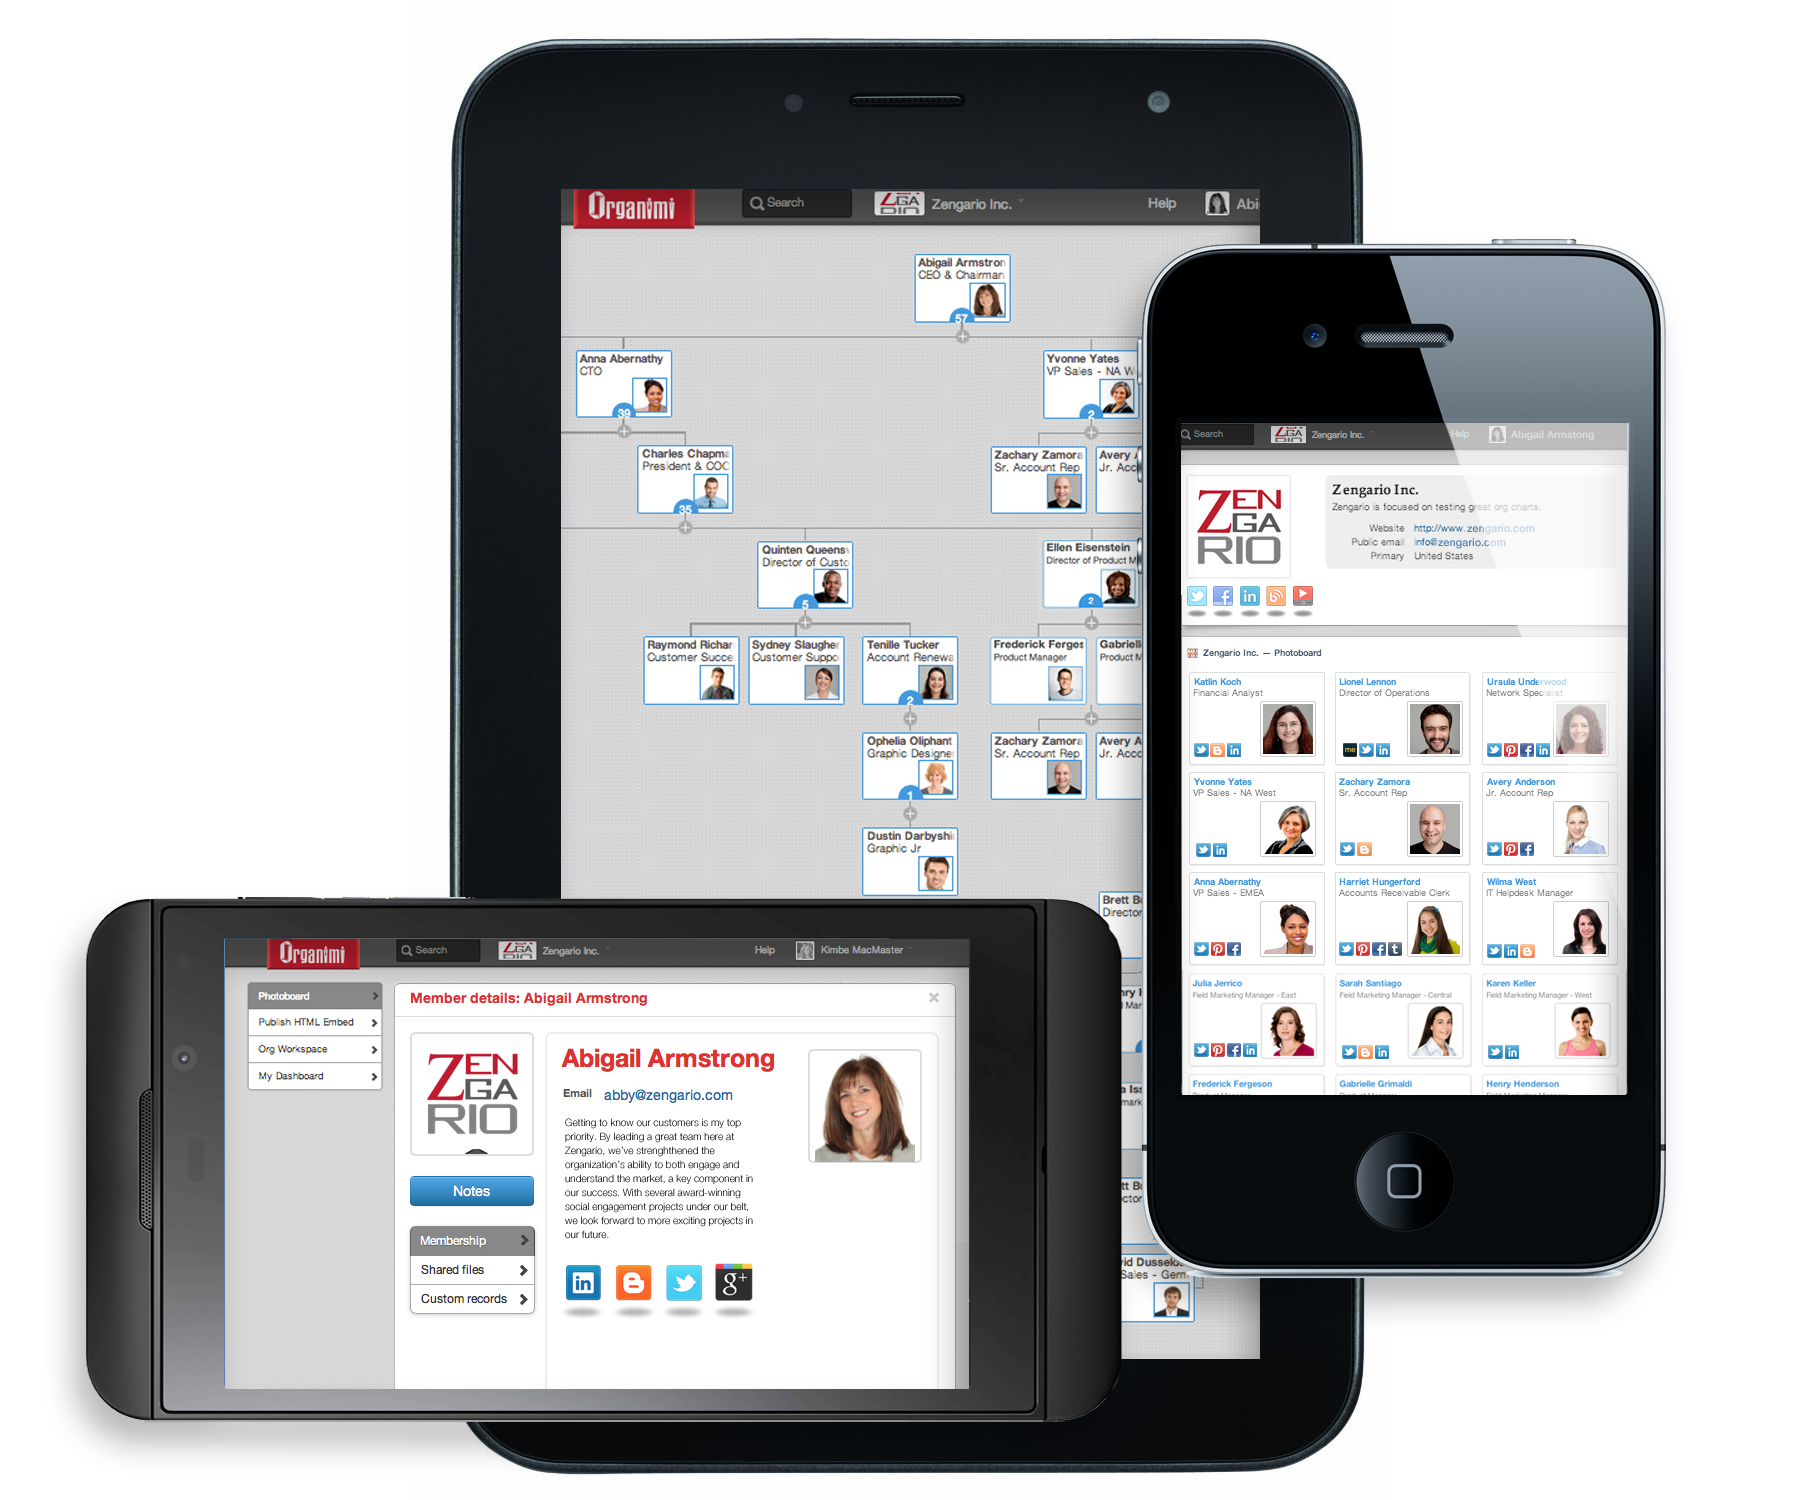 Organimi
Search
ZEN GA RIO
Zengario Inc.
Help
Abi
Abigail Armstron
CEO & Chairman
57
Anna Abernathy
CTO
39
Yvonne Yates
VP Sales - NA W
2
Charles Chapma
President & COC
35
Zachary Zamora
Sr. Account Rep
Avery A
Jr. Acc
Quinten Queensv
Director of Custo
5
Ellen Eisenstein
Director of Product M
2
Raymond Richar
Customer Succe
Sydney Slaugher
Customer Suppo
Tenille Tucker
Account Renewa
2
Frederick Ferges
Product Manager
Gabriel
Product M
Ophelia Oliphant
Graphic Designer
1
Zachary Zamora
Sr. Account Rep
Avery A
Jr. Acc
Dustin Darbyshi
Graphic Jr
Brett B
Director
vid Dusseld
Sales - Germ
Search
Zengario Inc.
Help
Abigail Armstong
ZEN
GA
RIO
Zengario Inc.
Zengario is focused on testing great org charts.
Website http://www.zengario.com
Public email info@zengario.com
Primary United States
Zengario Inc. — Photoboard
Katlin Koch
Financial Analyst
Lionel Lennon
Director of Operations
me
Ursula Underwood
Network Specialist
Yvonne Yates
VP Sales - NA West
Zachary Zamora
Sr. Account Rep
Avery Anderson
Jr. Account Rep
Anna Abernathy
VP Sales - EMEA
Harriet Hungerford
Accounts Receivable Clerk
Wilma West
IT Helpdesk Manager
Julia Jerrico
Field Marketing Manager - East
Sarah Santiago
Field Marketing Manager - Central
Karen Keller
Field Marketing Manager - West
Frederick Fergeson
Gabrielle Grimaldi
Henry Henderson
Organimi
Search
Zengario Inc.
Help
Kimbe MacMaster
Photoboard
Publish HTML Embed
Org Workspace
My Dashboard
Member details: Abigail Armstrong
ZEN
GA
RIO
Notes
Membership
Shared files
Custom records
Abigail Armstrong
Email abby@zengario.com
Getting to know our customers is my top
priority. By leading a great team here at
Zengario, we've strenghthened the
organization's ability to both engage and
understand the market, a key component in
our success. With several award-winning
social engagement projects under our belt,
we look forward to more exciting projects in
our future.
in
g+